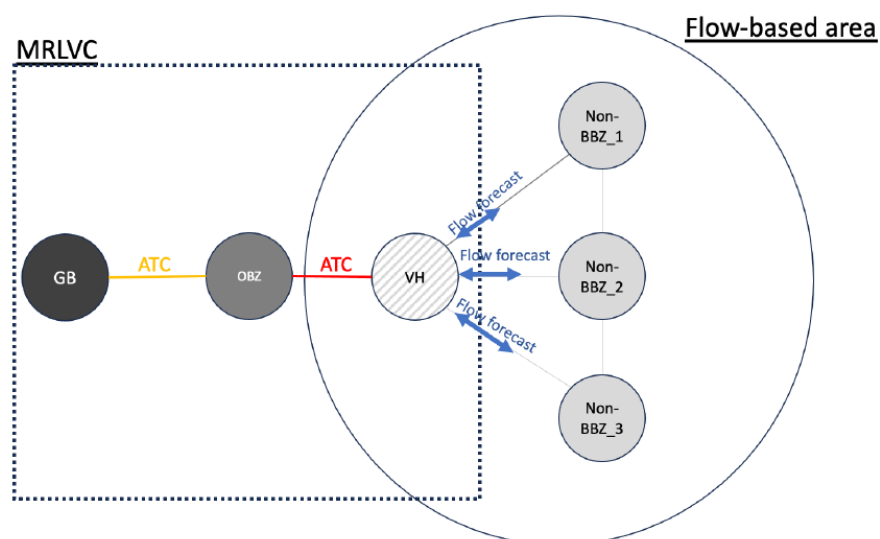 Flow-based area
MRLVC
Non-
BBZ_1
Flow forecast
GB
ATC
OBZ
ATC
VH
Flow forecast
Non-
BBZ_2
Flow forecast
Non-
BBZ_3